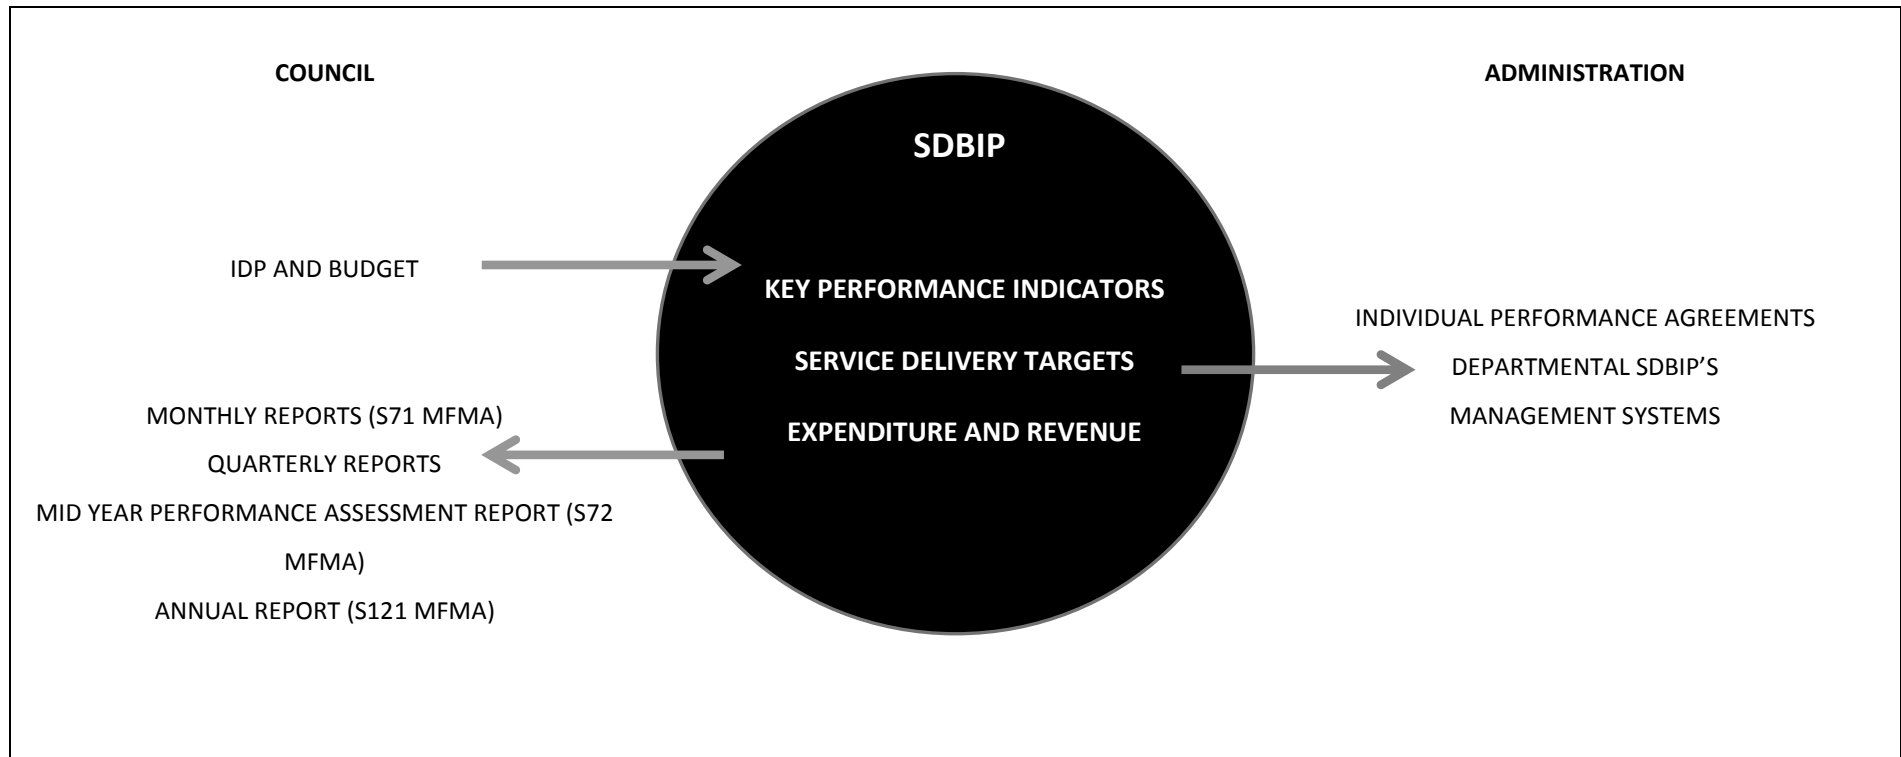 COUNCIL
ADMINISTRATION
SDBIP
IDP AND BUDGET
KEY PERFORMANCE INDICATORS
SERVICE DELIVERY TARGETS
EXPENDITURE AND REVENUE
INDIVIDUAL PERFORMANCE AGREEMENTS
DEPARTMENTAL SDBIP’S
MANAGEMENT SYSTEMS
MONTHLY REPORTS (S71 MFMA)
QUARTERLY REPORTS
MID YEAR PERFORMANCE ASSESSMENT REPORT (S72
MFMA)
ANNUAL REPORT (S121 MFMA)